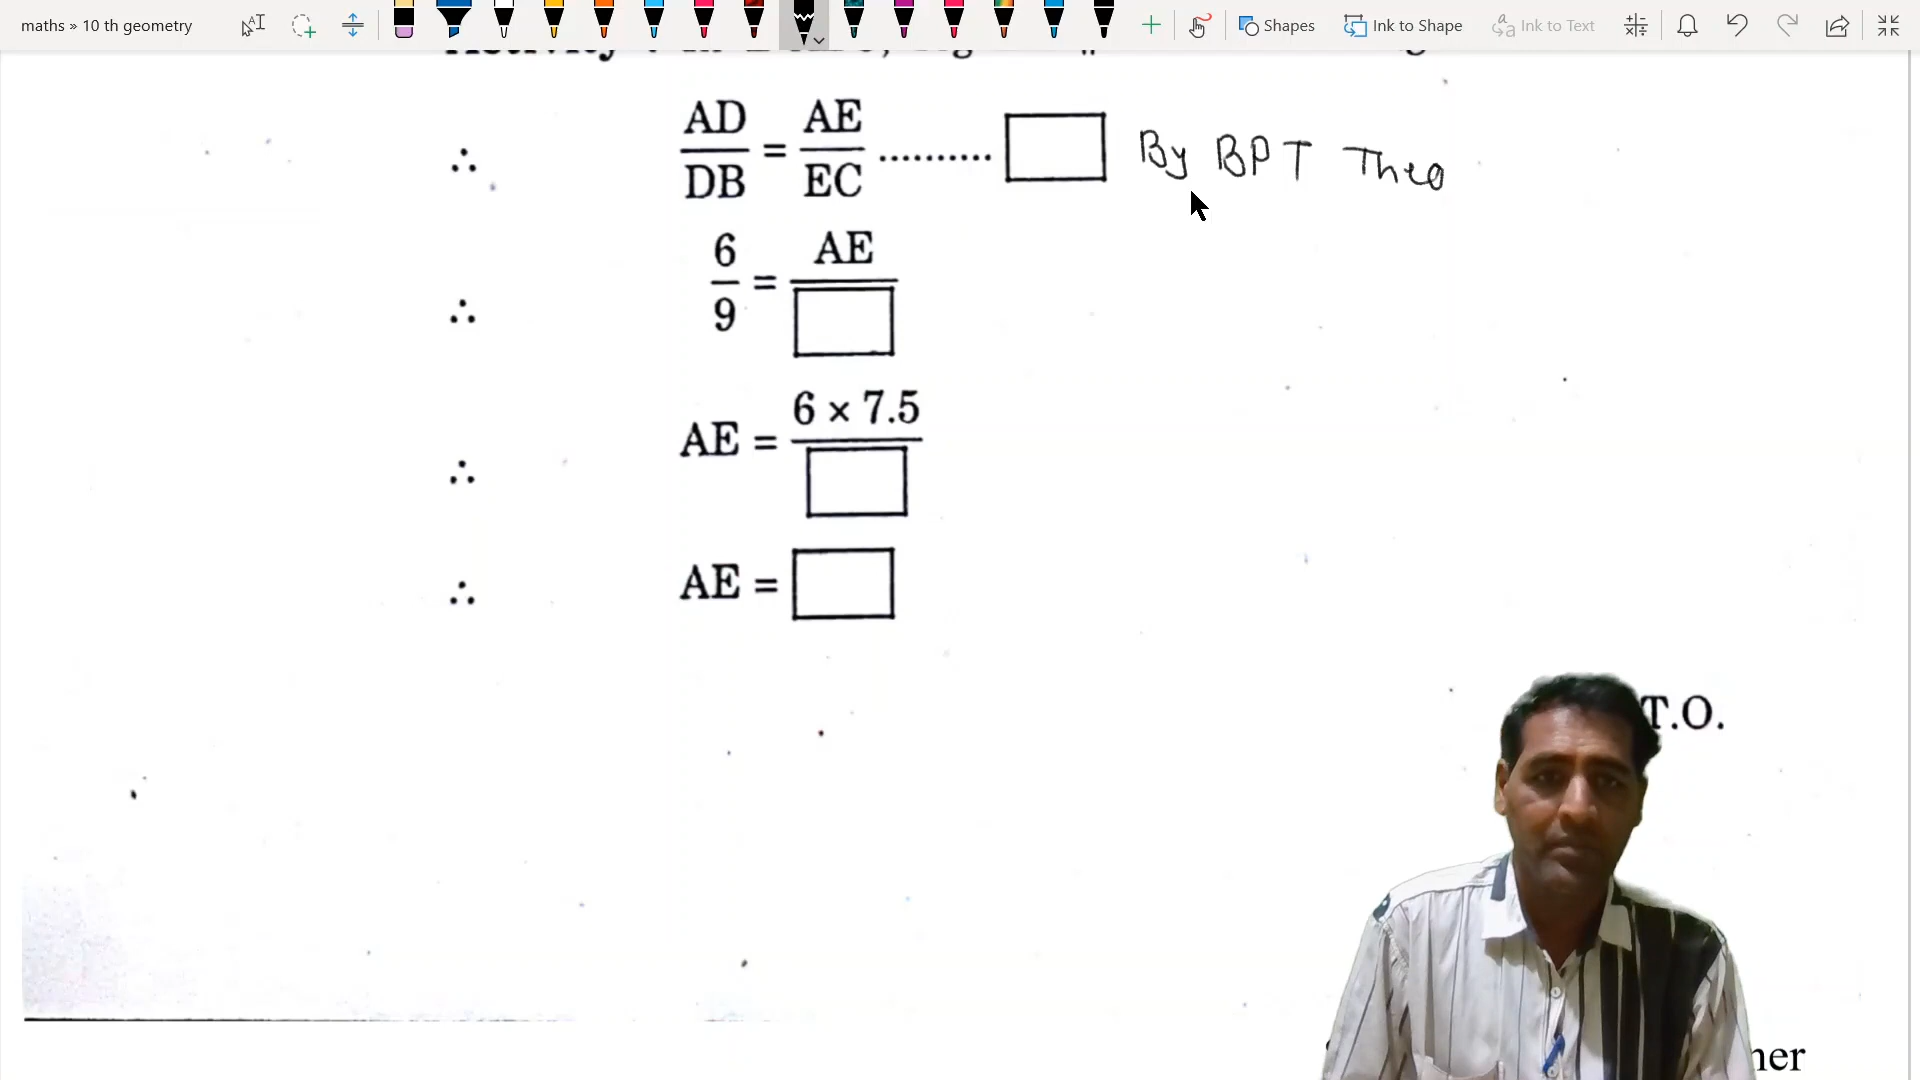 maths » 10 th geometry Shapes Ink to Shape Ink to Text
∴ AD/DB = AE/EC .......... By BPT Theo
∴ 6/9 = AE/
∴ AE = 6 × 7.5/
∴ AE =
T.O.
her